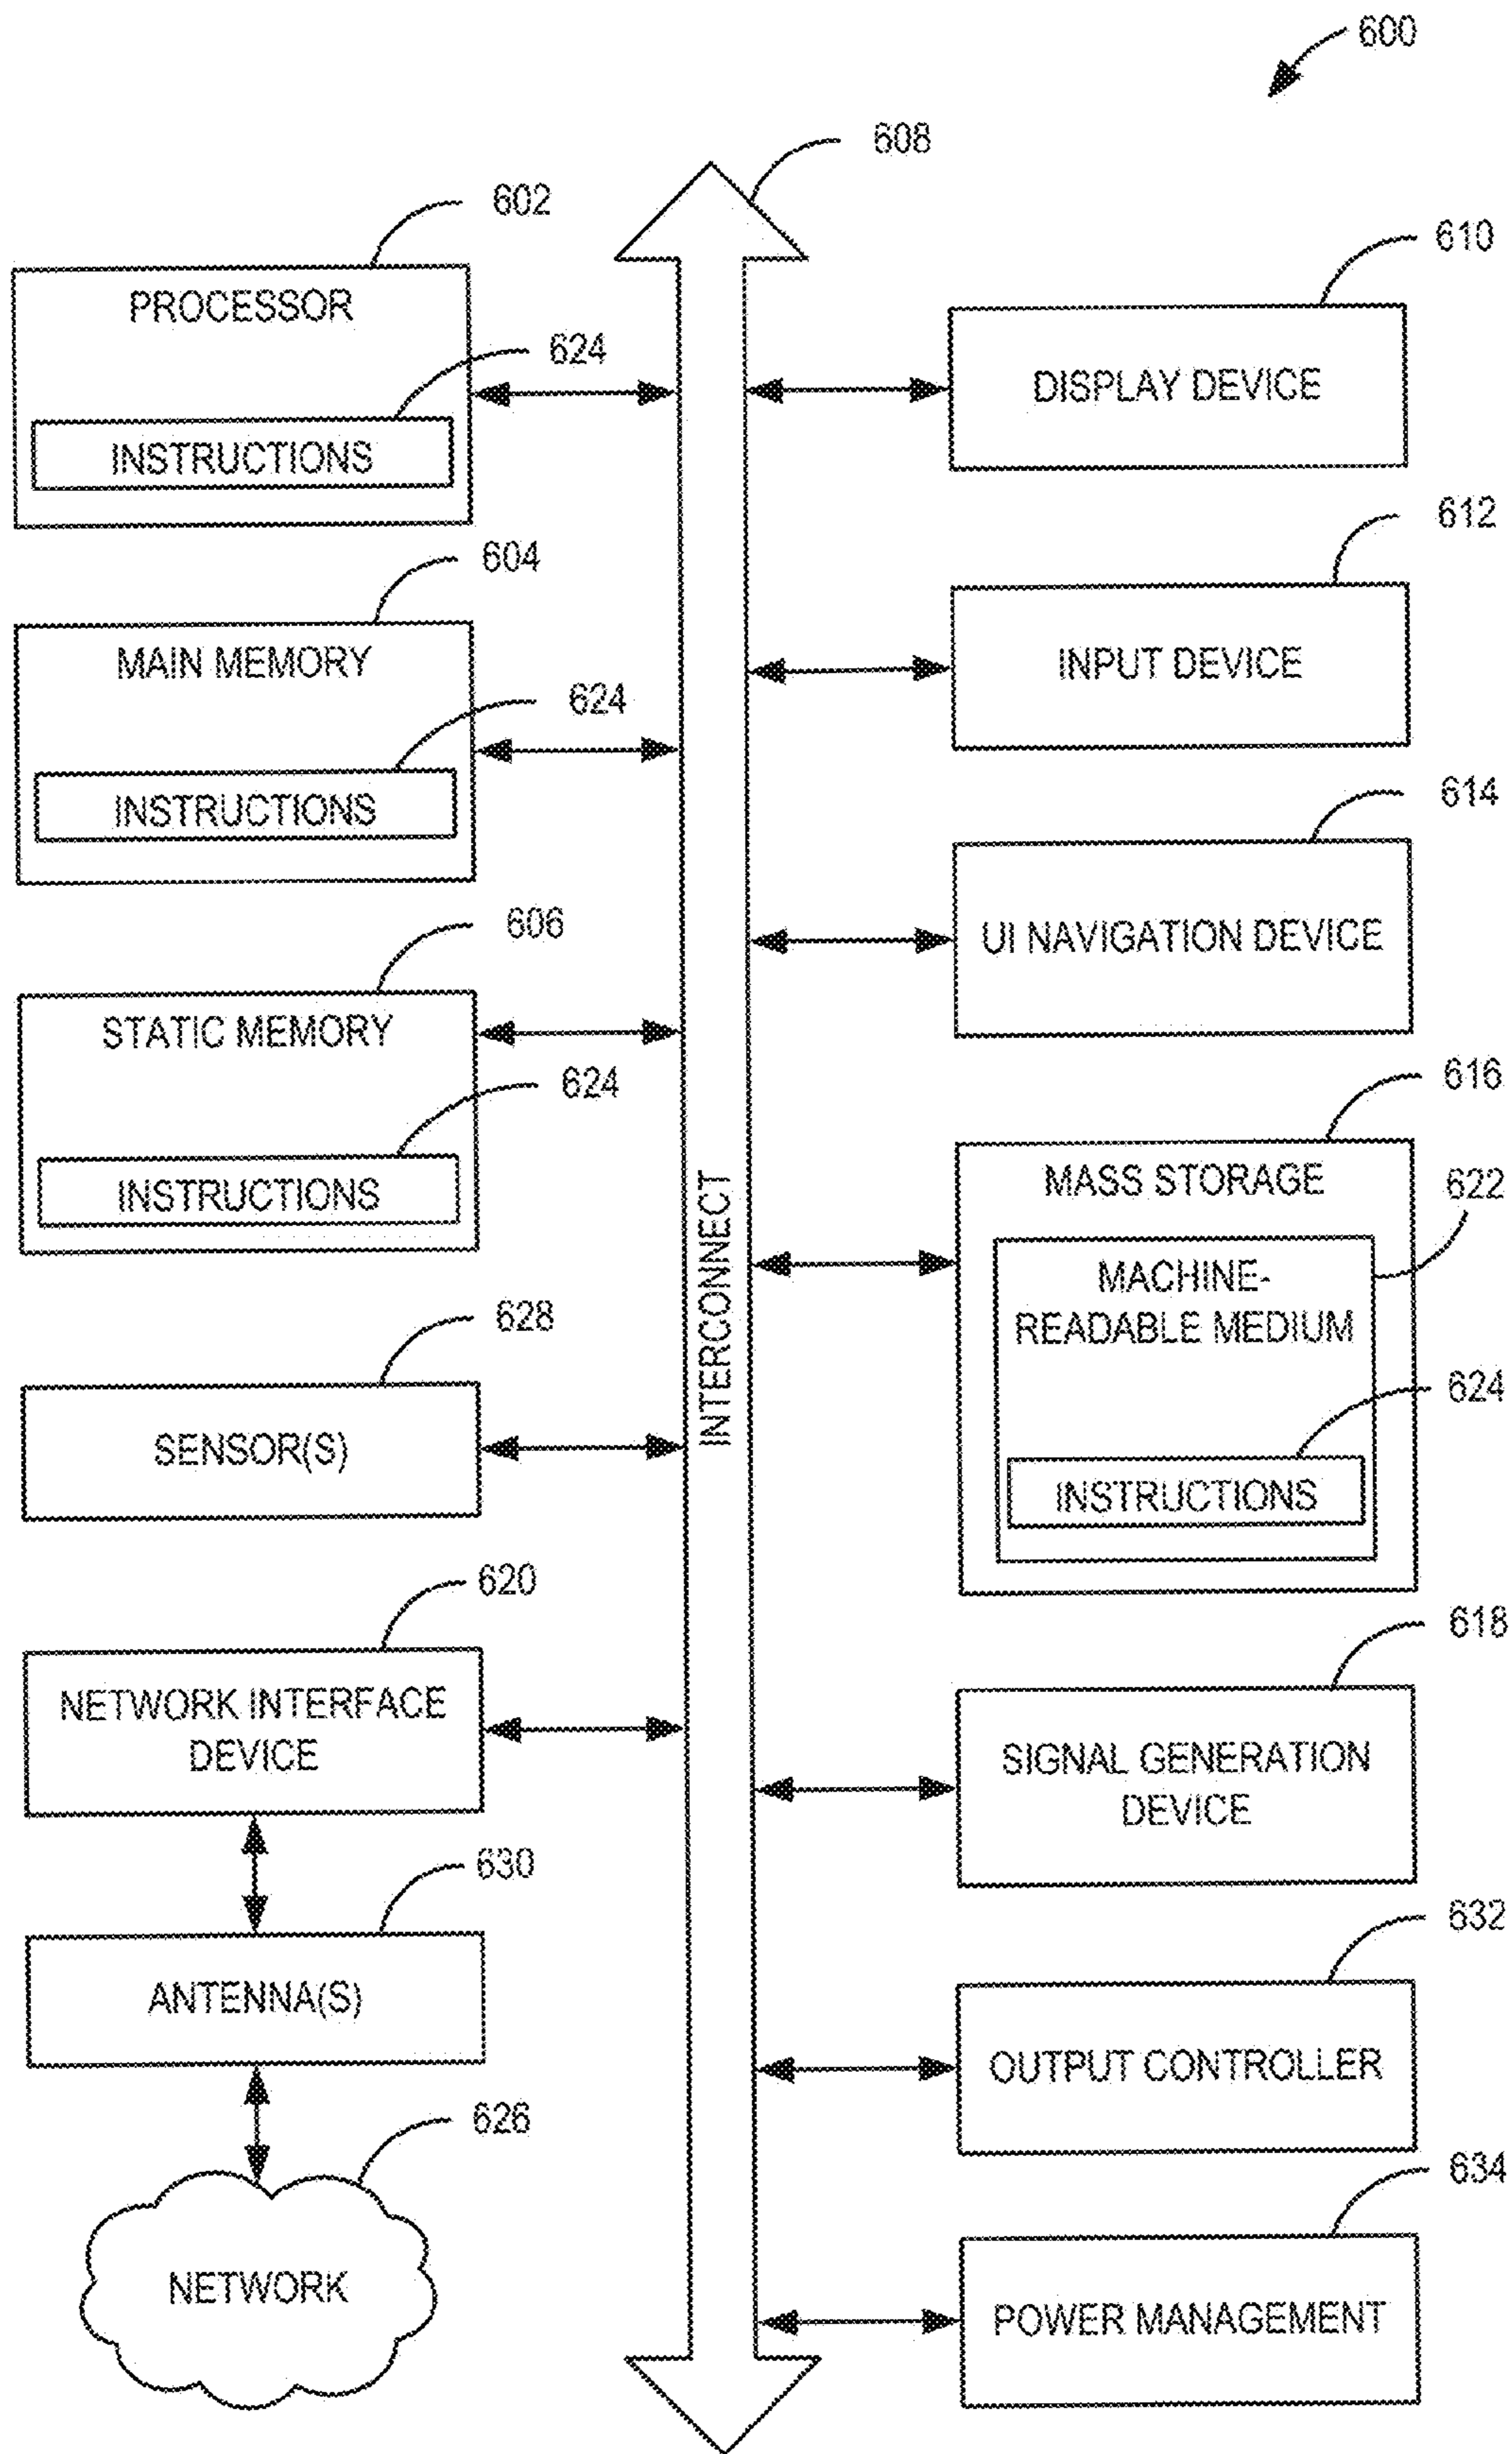 600
608
602
PROCESSOR
624
INSTRUCTIONS
604
MAIN MEMORY
624
INSTRUCTIONS
606
STATIC MEMORY
624
INSTRUCTIONS
628
SENSOR(S)
620
NETWORK INTERFACE
DEVICE
630
ANTENNA(S)
626
NETWORK
INTERCONNECT
610
DISPLAY DEVICE
612
INPUT DEVICE
614
UI NAVIGATION DEVICE
616
MASS STORAGE
622
MACHINE-
READABLE MEDIUM
624
INSTRUCTIONS
618
SIGNAL GENERATION
DEVICE
632
OUTPUT CONTROLLER
634
POWER MANAGEMENT